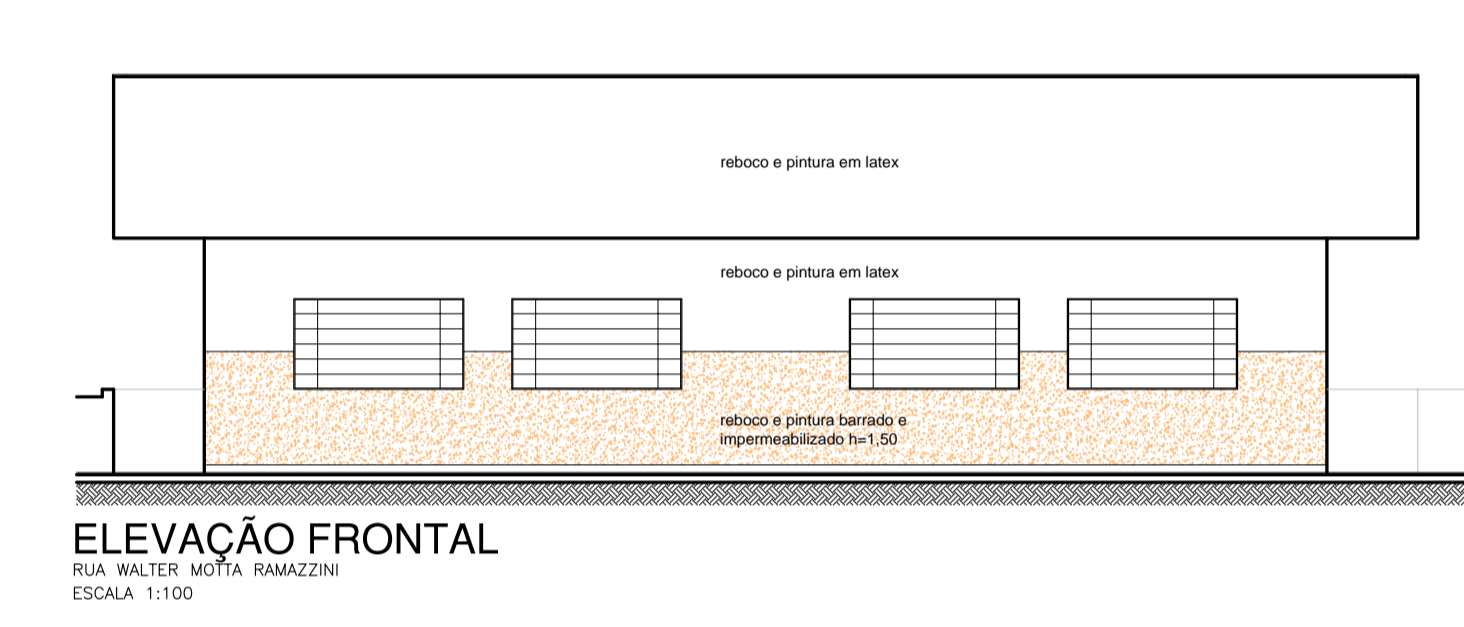 reboco e pintura em latex
reboco e pintura em latex
reboco e pintura barrado e
impermeabilizado h=1,50
ELEVAÇÃO FRONTAL
RUA WALTER MOTTA RAMAZZINI
ESCALA 1:100